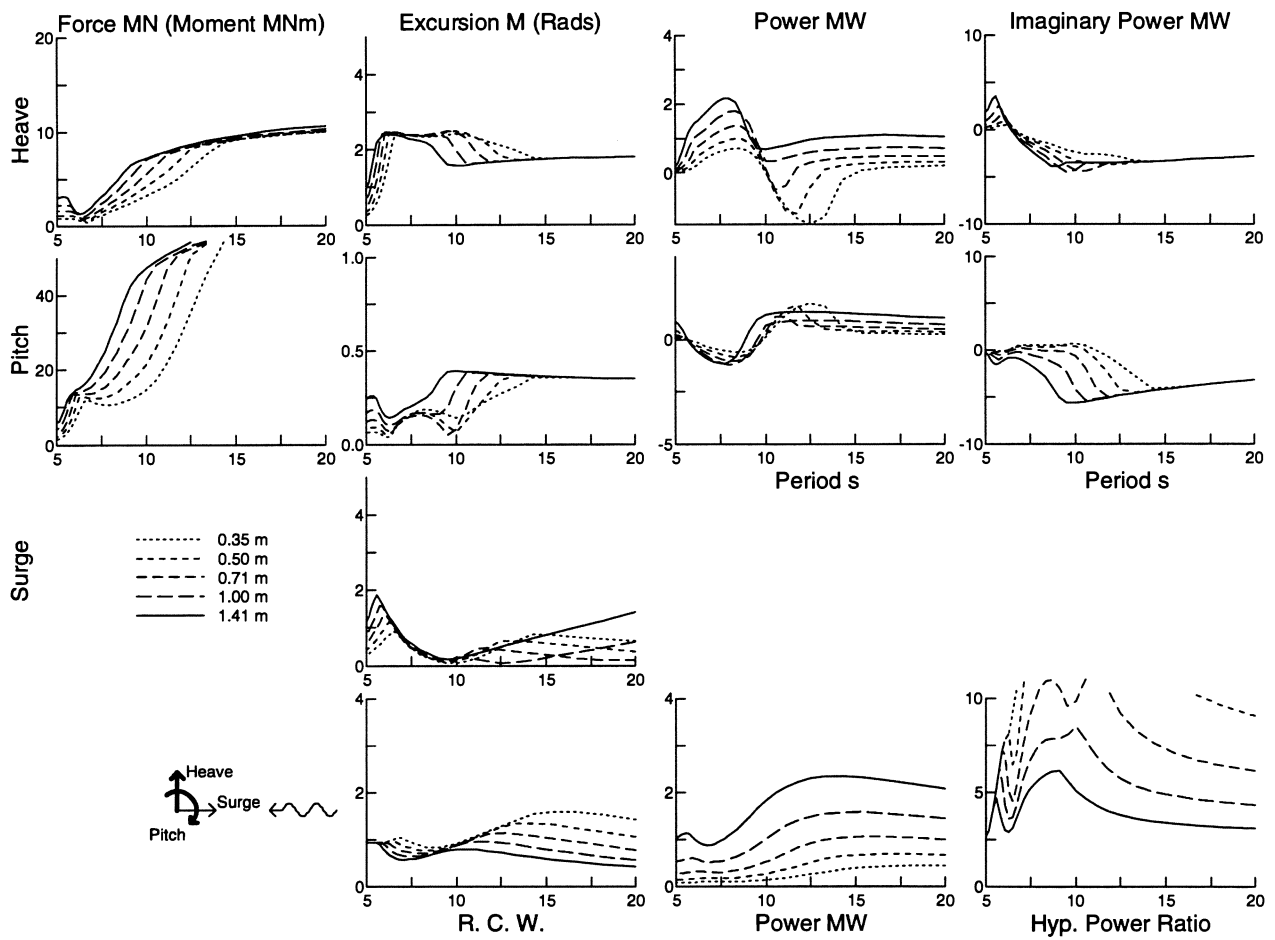 Force MN (Moment MNm)
Excursion M (Rads)
Power MW
Imaginary Power MW
Heave
20
10
0
5 10 15 20
4
2
0
5 10 15 20
4
2
0
5 10 15 20
10
0
-10
5 10 15 20
Pitch
40
20
0
5 10 15 20
1.0
0.5
0.0
5 10 15 20
0
-5
5 10 15 20
Period s
10
0
-10
5 10 15 20
Period s
Surge
0.35 m
0.50 m
0.71 m
1.00 m
1.41 m
4
2
0
5 10 15 20
Heave
Surge
Pitch
4
2
0
5 10 15 20
R. C. W.
4
2
0
5 10 15 20
Power MW
10
5
0
5 10 15 20
Hyp. Power Ratio